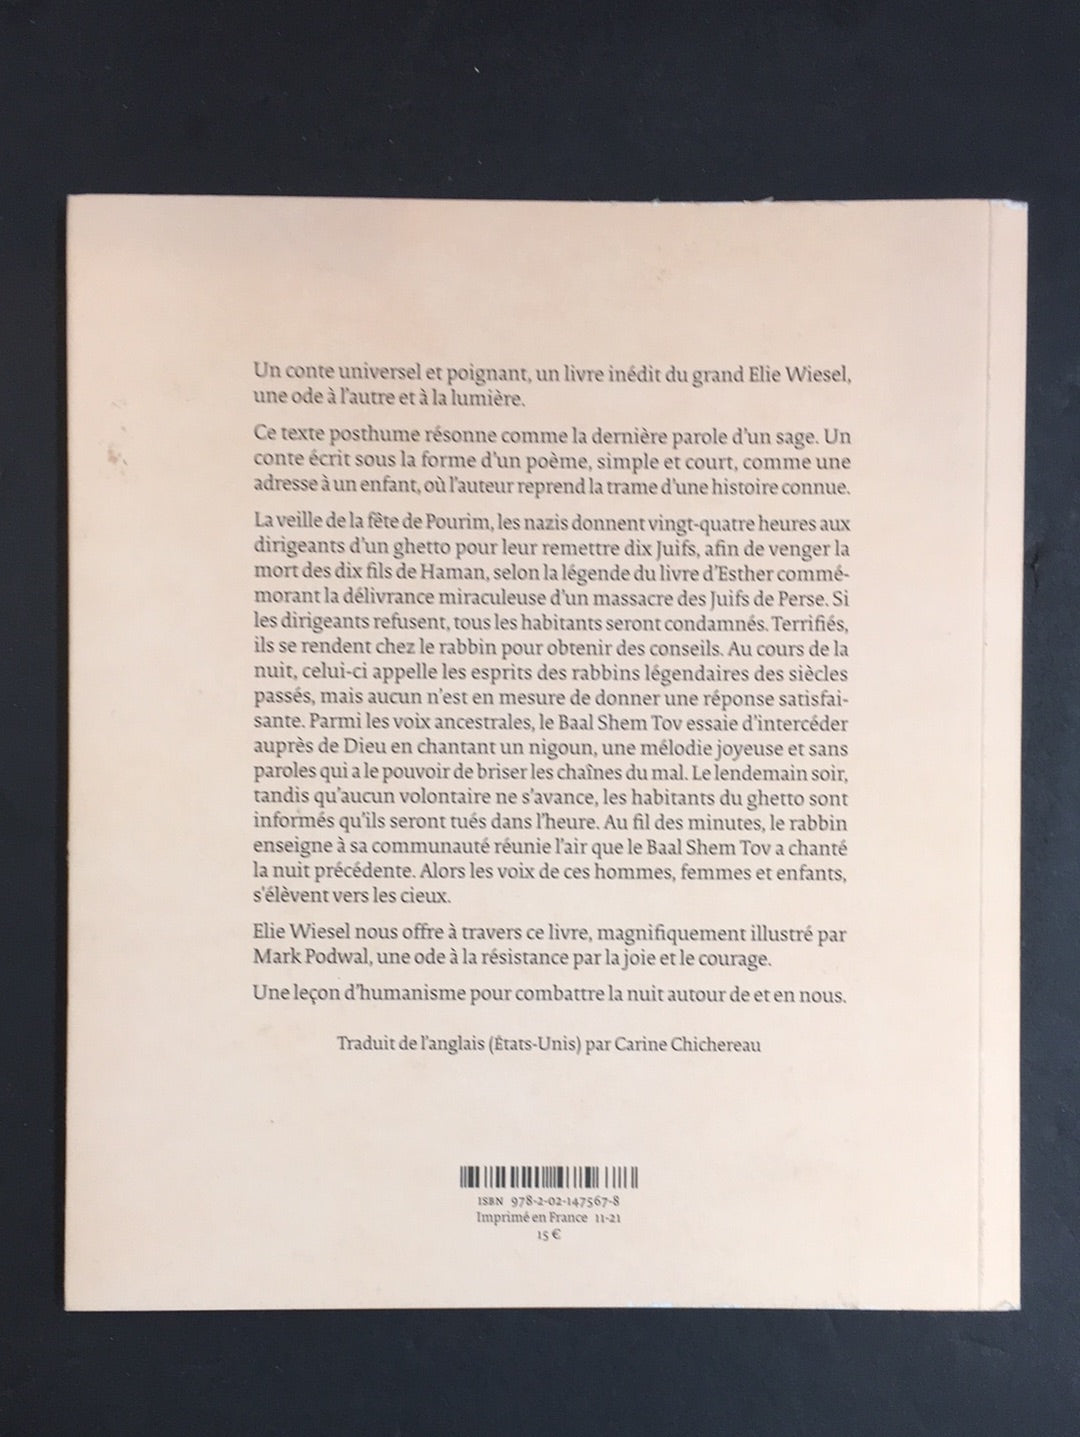 Un conte universel et poignant, un livre inédit du grand Elie Wiesel,
une ode à l'autre et à la lumière.
Ce texte posthume résonne comme la dernière parole d'un sage. Un
conte écrit sous la forme d'un poème, simple et court, comme une
adresse à un enfant, où l'auteur reprend la trame d'une histoire connue.
La veille de la fête de Pourim, les nazis donnent vingt-quatre heures aux
dirigeants d'un ghetto pour leur remettre dix Juifs, afin de venger la
mort des dix fils de Haman, selon la légende du livre d'Esther commé-
morant la délivrance miraculeuse d'un massacre des Juifs de Perse. Si
les dirigeants refusent, tous les habitants seront condamnés. Terrifiés,
ils se rendent chez le rabbin pour obtenir des conseils. Au cours de la
nuit, celui-ci appelle les esprits des rabbins légendaires des siècles
passés, mais aucun n'est en mesure de donner une réponse satisfai-
sante. Parmi les voix ancestrales, le Baal Shem Tov essaie d'intercéder
auprès de Dieu en chantant un nigoun, une mélodie joyeuse et sans
paroles qui a le pouvoir de briser les chaînes du mal. Le lendemain soir,
tandis qu'aucun volontaire ne s'avance, les habitants du ghetto sont
informés qu'ils seront tués dans l'heure. Au fil des minutes, le rabbin
enseigne à sa communauté réunie l'air que le Baal Shem Tov a chanté
la nuit précédente. Alors les voix de ces hommes, femmes et enfants,
s'élèvent vers les cieux.
Elie Wiesel nous offre à travers ce livre, magnifiquement illustré par
Mark Podwal, une ode à la résistance par la joie et le courage.
Une leçon d'humanisme pour combattre la nuit autour de et en nous.
Traduit de l'anglais (États-Unis) par Carine Chichereau
ISBN 978-2-02-147567-8
Imprimé en France 11-21
15 €